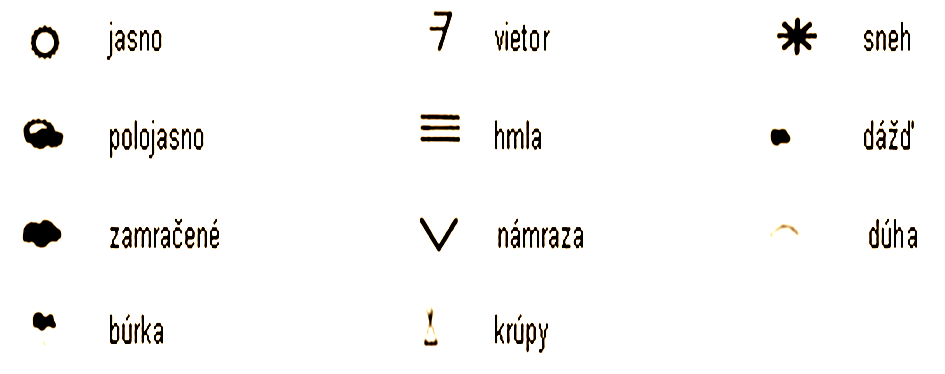 jasno
vietor
sneh
polojasno
hmla
dážď
zamračené
námraza
dúha
búrka
krúpy